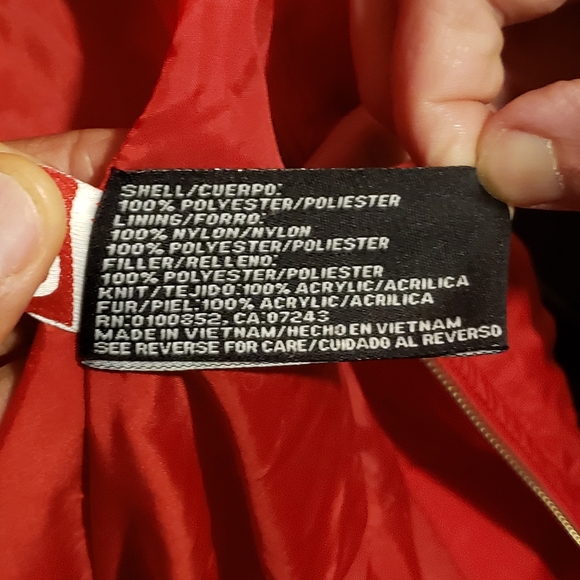 SHELL/CUERPO:
100% POLYESTER/POLIESTER
LINING/FORRO:
100% NYLON/NYLON
100% POLYESTER/POLIESTER
FILLER/RELLENO:
100% POLYESTER/POLIESTER
KNIT/TEJIDO:100% ACRYLIC/ACRILICA
FUR/PIEL:100% ACRYLIC/ACRILICA
RN:0100352, CA:07243
MADE IN VIETNAM/HECHO EN VIETNAM
SEE REVERSE FOR CARE/CUIDADO AL REVERSO